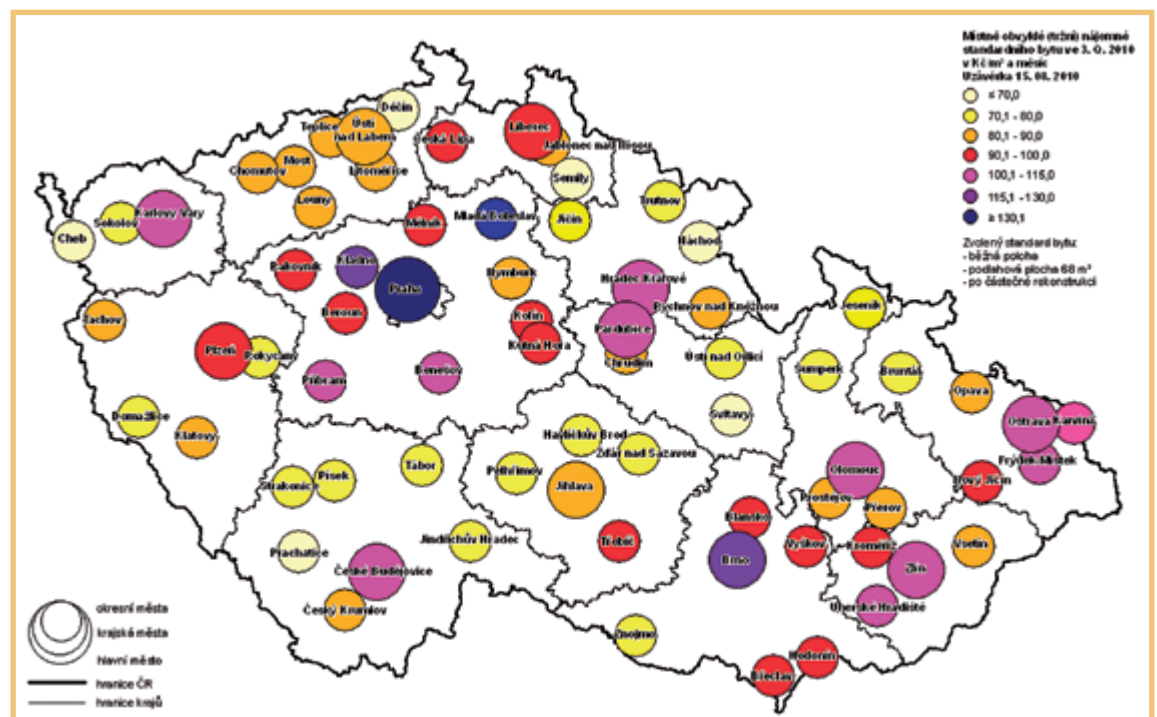 Místně obvyklé (tržní) nájemné
standardního bytu ve 3. Q. 2010
v Kč/m² a měsíc
Uzávěrka 15. 08. 2010
≤ 70,0
70,1 - 80,0
80,1 - 90,0
90,1 - 100,0
100,1 - 115,0
115,1 - 130,0
≥ 130,1
Zvolený standard bytu:
- běžná poloha
- podlahová plocha 68 m²
- po částečné rekonstrukci
Děčín
Teplice
Ústí
nad Labem
Česká Lípa
Liberec
Jablonec nad Nisou
Chomutov
Most
Litoměřice
Semily
Louny
Trutnov
Karlovy Vary
Sokolov
Cheb
Mělník
Mladá Boleslav
Jičín
Náchod
Rakovník
Kladno
Praha
Nymburk
Hradec Králové
Rychnov nad Kněžnou
Jeseník
Tachov
Beroun
Kolín
Kutná Hora
Pardubice
Chrudim
Plzeň
Rokycany
Ústí nad Orlicí
Šumperk
Bruntál
Příbram
Benešov
Opava
Domažlice
Svitavy
Ostrava
Karviná
Klatovy
Havlíčkův Brod
Žďár nad Sázavou
Frýdek-Místek
Tábor
Pelhřimov
Olomouc
Nový Jičín
Strakonice
Písek
Jihlava
Prostějov
Přerov
Blansko
Jindřichův Hradec
Třebíč
Vyškov
Kroměříž
Vsetín
Prachatice
Brno
Zlín
České Budějovice
Český Krumlov
Uherské Hradiště
Znojmo
Hodonín
Břeclav
okresní města
krajská města
hlavní město
hranice ČR
hranice krajů